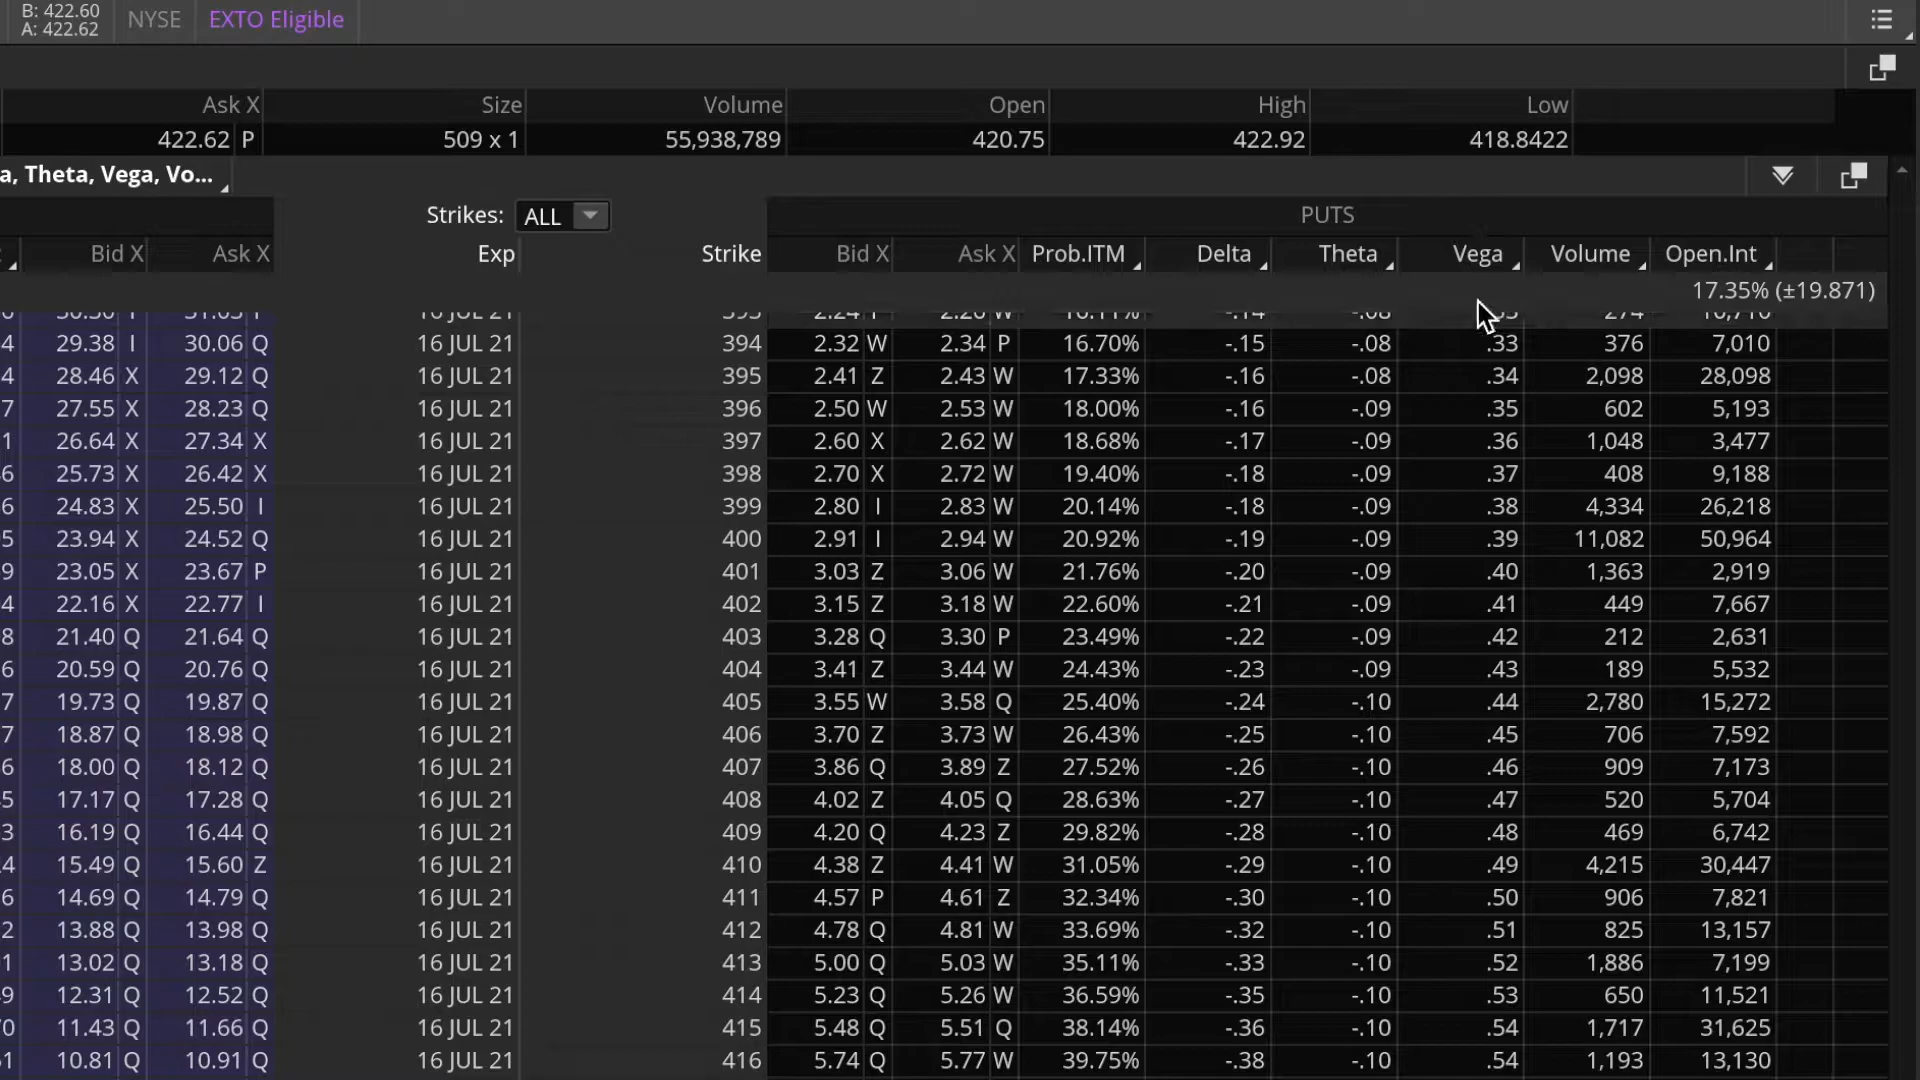 B: 422.60
A: 422.62 NYSE EXTO Eligible
Ask X Size Volume Open High Low
422.62 P 509 x 1 55,938,789 420.75 422.92 418.8422
a, Theta, Vega, Vo...
Strikes: ALL PUTS
Bid X Ask X Exp Strike Bid X Ask X Prob.ITM Delta Theta Vega Volume Open.Int
17.35% (±19.871)
4 29.38 I 30.06 Q 16 JUL 21 394 2.32 W 2.34 P 16.70% -.15 -.08 .33 376 7,010
4 28.46 X 29.12 Q 16 JUL 21 395 2.41 Z 2.43 W 17.33% -.16 -.08 .34 2,098 28,098
7 27.55 X 28.23 Q 16 JUL 21 396 2.50 W 2.53 W 18.00% -.16 -.09 .35 602 5,193
1 26.64 X 27.34 X 16 JUL 21 397 2.60 X 2.62 W 18.68% -.17 -.09 .36 1,048 3,477
6 25.73 X 26.42 X 16 JUL 21 398 2.70 X 2.72 W 19.40% -.18 -.09 .37 408 9,188
6 24.83 X 25.50 I 16 JUL 21 399 2.80 I 2.83 W 20.14% -.18 -.09 .38 4,334 26,218
5 23.94 X 24.52 Q 16 JUL 21 400 2.91 I 2.94 W 20.92% -.19 -.09 .39 11,082 50,964
9 23.05 X 23.67 P 16 JUL 21 401 3.03 Z 3.06 W 21.76% -.20 -.09 .40 1,363 2,919
4 22.16 X 22.77 I 16 JUL 21 402 3.15 Z 3.18 W 22.60% -.21 -.09 .41 449 7,667
8 21.40 Q 21.64 Q 16 JUL 21 403 3.28 Q 3.30 P 23.49% -.22 -.09 .42 212 2,631
6 20.59 Q 20.76 Q 16 JUL 21 404 3.41 Z 3.44 W 24.43% -.23 -.09 .43 189 5,532
7 19.73 Q 19.87 Q 16 JUL 21 405 3.55 W 3.58 Q 25.40% -.24 -.10 .44 2,780 15,272
7 18.87 Q 18.98 Q 16 JUL 21 406 3.70 Z 3.73 W 26.43% -.25 -.10 .45 706 7,592
6 18.00 Q 18.12 Q 16 JUL 21 407 3.86 Q 3.89 Z 27.52% -.26 -.10 .46 909 7,173
5 17.17 Q 17.28 Q 16 JUL 21 408 4.02 Z 4.05 Q 28.63% -.27 -.10 .47 520 5,704
3 16.19 Q 16.44 Q 16 JUL 21 409 4.20 Q 4.23 Z 29.82% -.28 -.10 .48 469 6,742
4 15.49 Q 15.60 Z 16 JUL 21 410 4.38 Z 4.41 W 31.05% -.29 -.10 .49 4,215 30,447
6 14.69 Q 14.79 Q 16 JUL 21 411 4.57 P 4.61 Z 32.34% -.30 -.10 .50 906 7,821
2 13.88 Q 13.98 Q 16 JUL 21 412 4.78 Q 4.81 W 33.69% -.32 -.10 .51 825 13,157
1 13.02 Q 13.18 Q 16 JUL 21 413 5.00 Q 5.03 W 35.11% -.33 -.10 .52 1,886 7,199
9 12.31 Q 12.52 Q 16 JUL 21 414 5.23 Q 5.26 W 36.59% -.35 -.10 .53 650 11,521
0 11.43 Q 11.66 Q 16 JUL 21 415 5.48 Q 5.51 Q 38.14% -.36 -.10 .54 1,717 31,625
1 10.81 Q 10.91 Q 16 JUL 21 416 5.74 Q 5.77 W 39.75% -.38 -.10 .54 1,193 13,130